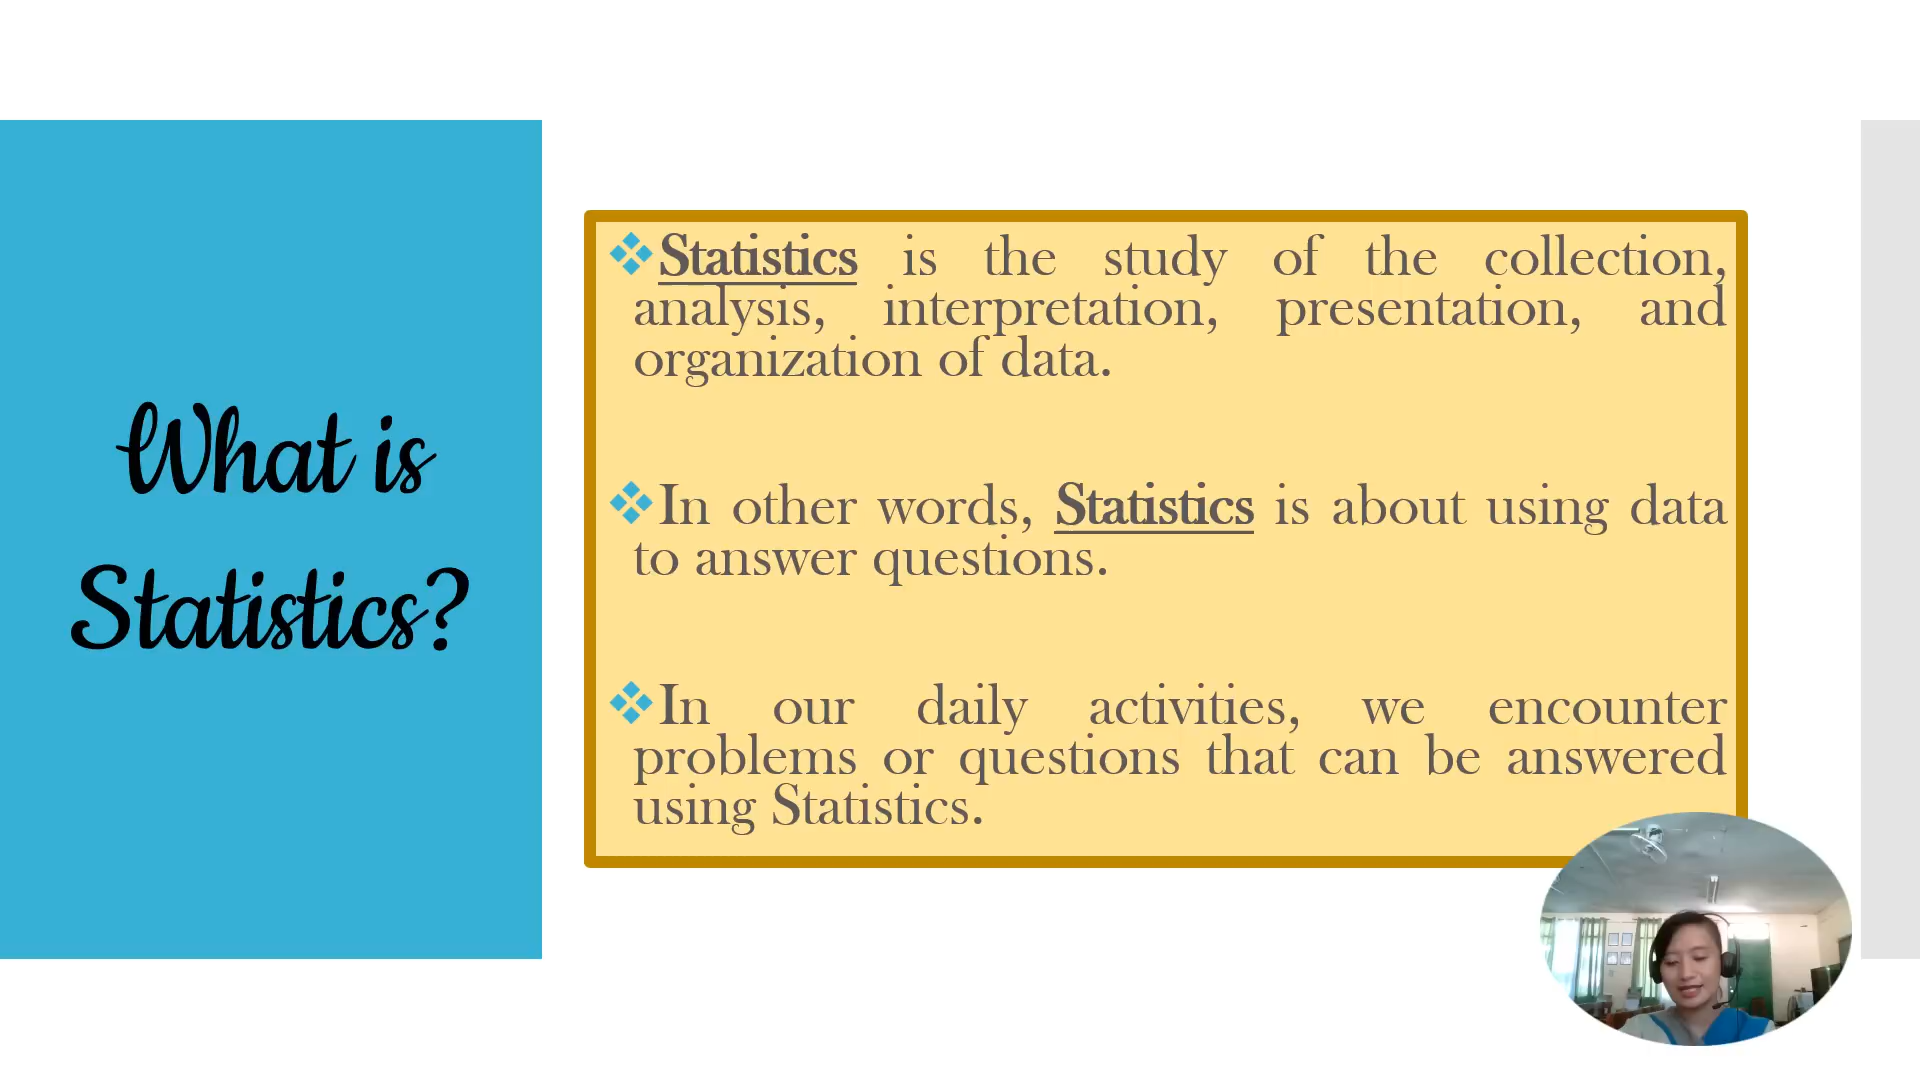 What is
Statistics?
Statistics is the study of the collection,
analysis, interpretation, presentation, and
organization of data.
In other words, Statistics is about using data
to answer questions.
In our daily activities, we encounter
problems or questions that can be answered
using Statistics.